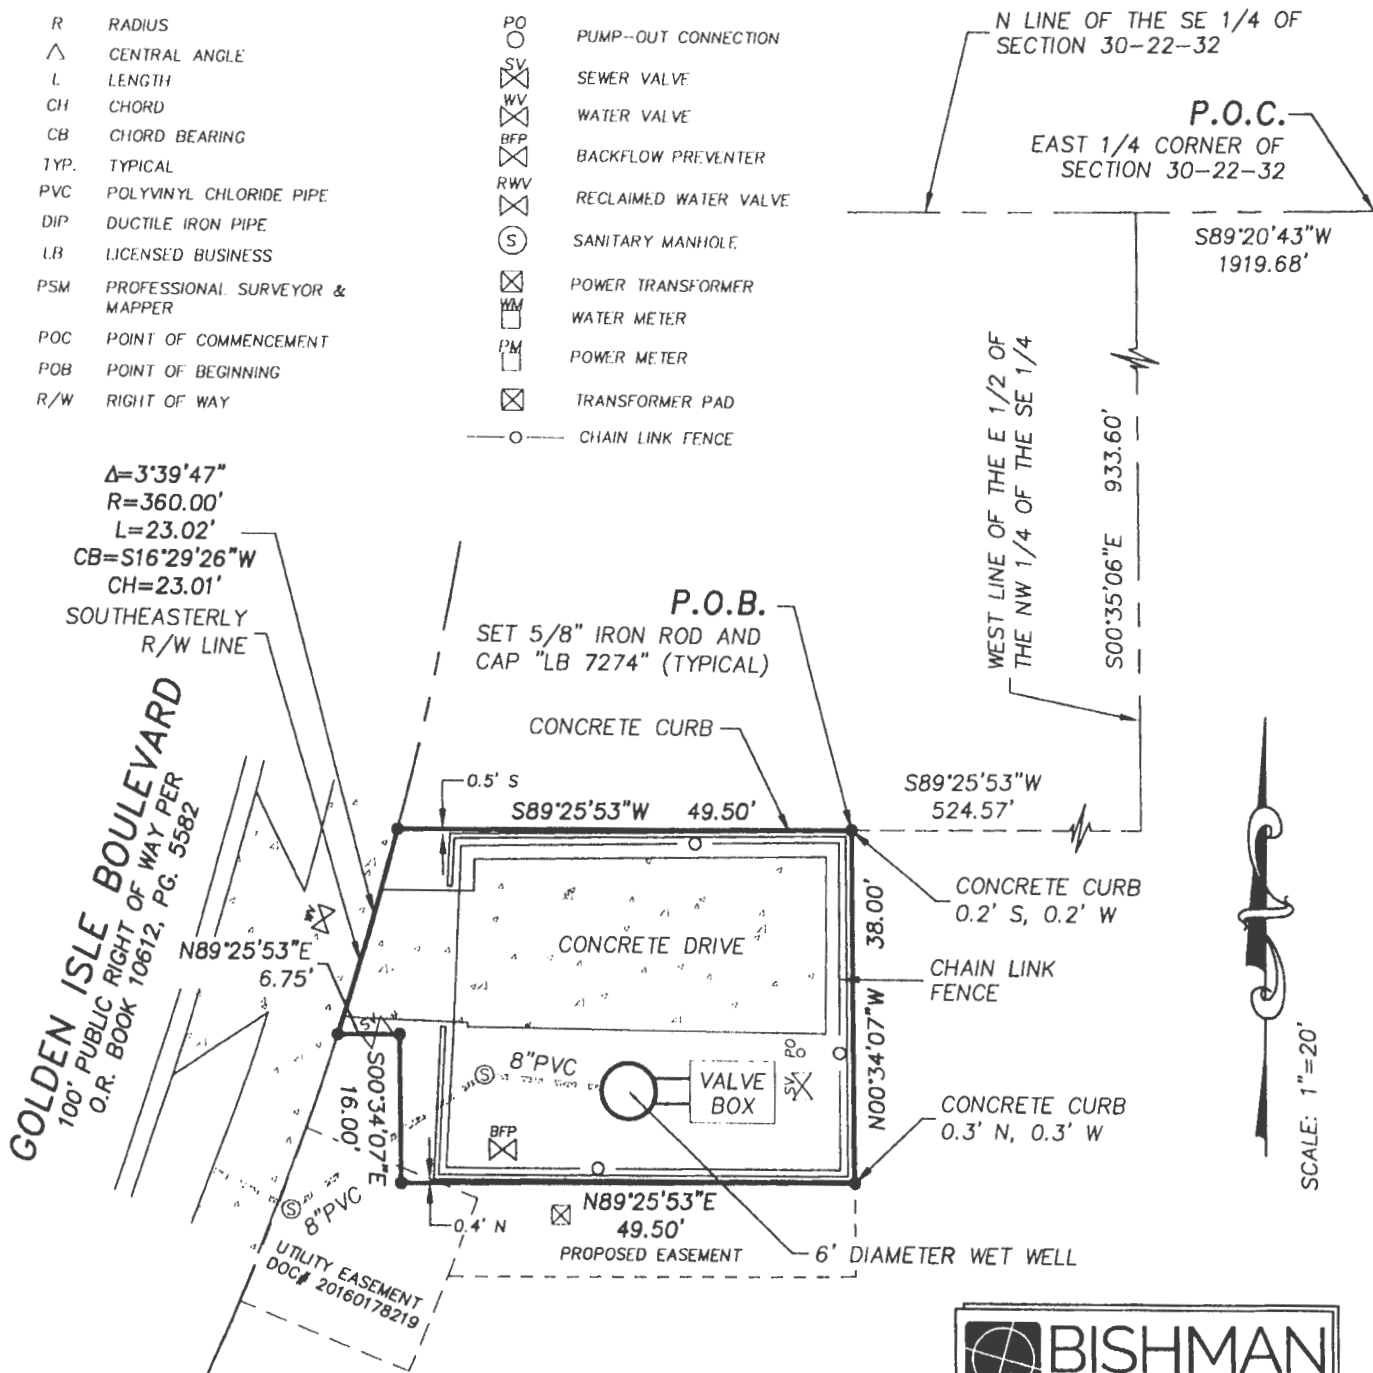 R RADIUS
△ CENTRAL ANGLE
L LENGTH
CH CHORD
CB CHORD BEARING
TYP. TYPICAL
PVC POLYVINYL CHLORIDE PIPE
DIP DUCTILE IRON PIPE
LB LICENSED BUSINESS
PSM PROFESSIONAL SURVEYOR &
MAPPER
POC POINT OF COMMENCEMENT
POB POINT OF BEGINNING
R/W RIGHT OF WAY
PO PUMP-OUT CONNECTION
SV SEWER VALVE
WV WATER VALVE
BFP BACKFLOW PREVENTER
RWV RECLAIMED WATER VALVE
S SANITARY MANHOLE
POWER TRANSFORMER
WM WATER METER
PM POWER METER
TRANSFORMER PAD
CHAIN LINK FENCE
N LINE OF THE SE 1/4 OF
SECTION 30-22-32
P.O.C.
EAST 1/4 CORNER OF
SECTION 30-22-32
S89°20'43"W
1919.68'
WEST LINE OF THE E 1/2 OF
THE NW 1/4 OF THE SE 1/4
S00°35'06"E 933.60'
Δ=3°39'47"
R=360.00'
L=23.02'
CB=S16°29'26"W
CH=23.01'
SOUTHEASTERLY
R/W LINE
P.O.B.
SET 5/8" IRON ROD AND
CAP "LB 7274" (TYPICAL)
CONCRETE CURB
0.5' S
S89°25'53"W 49.50'
S89°25'53"W
524.57'
GOLDEN ISLE BOULEVARD
100' PUBLIC RIGHT OF WAY PER
O.R. BOOK 10612, PG. 5582
N89°25'53"E
6.75'
CONCRETE DRIVE
38.00'
N00°34'07"W
CONCRETE CURB
0.2' S, 0.2' W
CHAIN LINK
FENCE
S00°34'07"E
16.00'
S
8"PVC
VALVE
BOX
PO
SV
BFP
CONCRETE CURB
0.3' N, 0.3' W
SCALE: 1"=20'
S
8"PVC
0.4' N
N89°25'53"E
49.50'
PROPOSED EASEMENT
6' DIAMETER WET WELL
UTILITY EASEMENT
DOC# 20160178219
BISHMAN